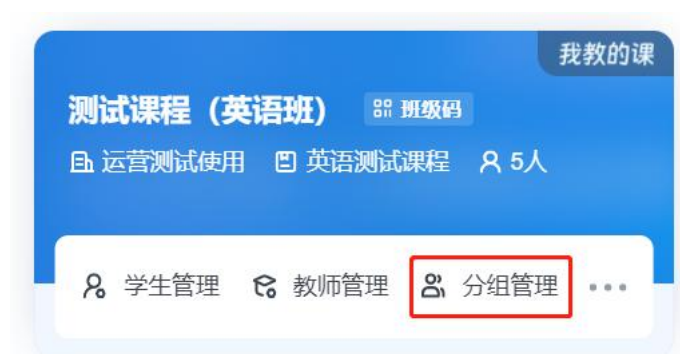 我教的课
测试课程（英语班） 班级码
运营测试使用 英语测试课程 5人
学生管理 教师管理 分组管理